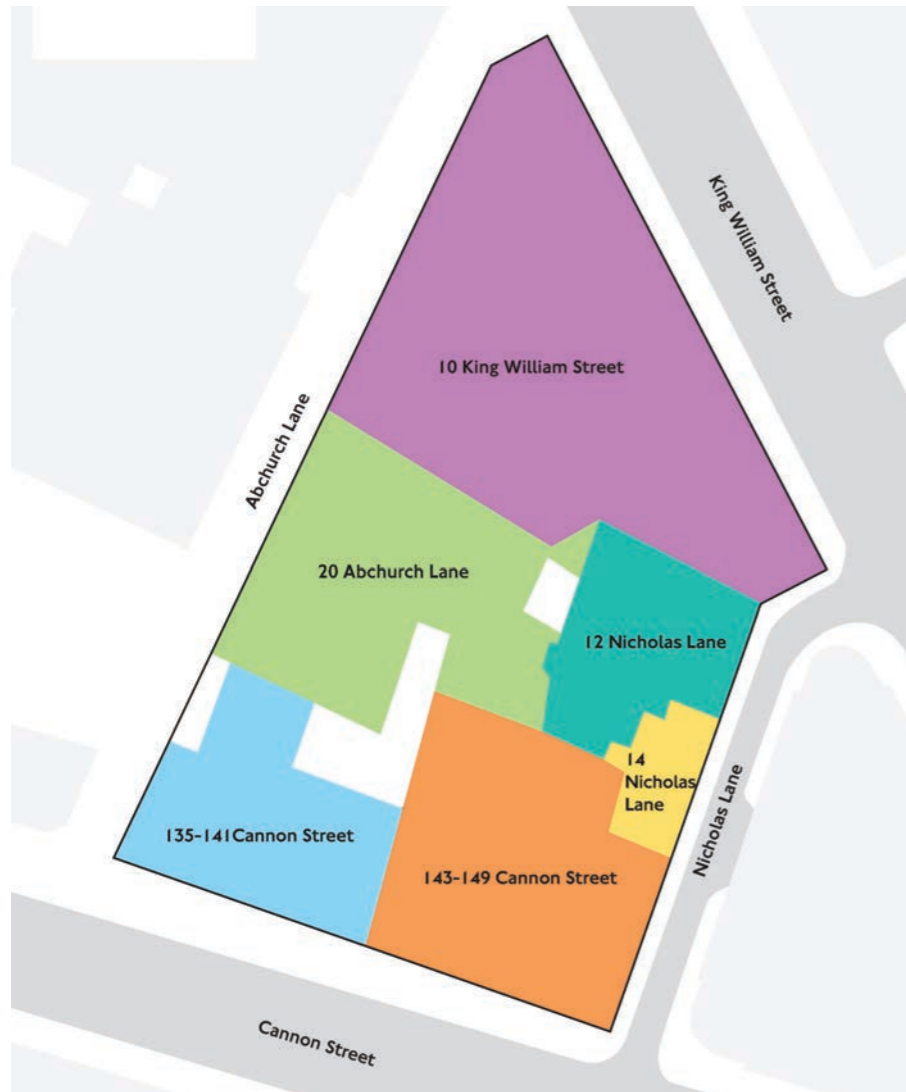 King William Street
10 King William Street
Abchurch Lane
20 Abchurch Lane
12 Nicholas Lane
14
Nicholas
Lane
Nicholas Lane
135-141Cannon Street
143-149 Cannon Street
Cannon Street